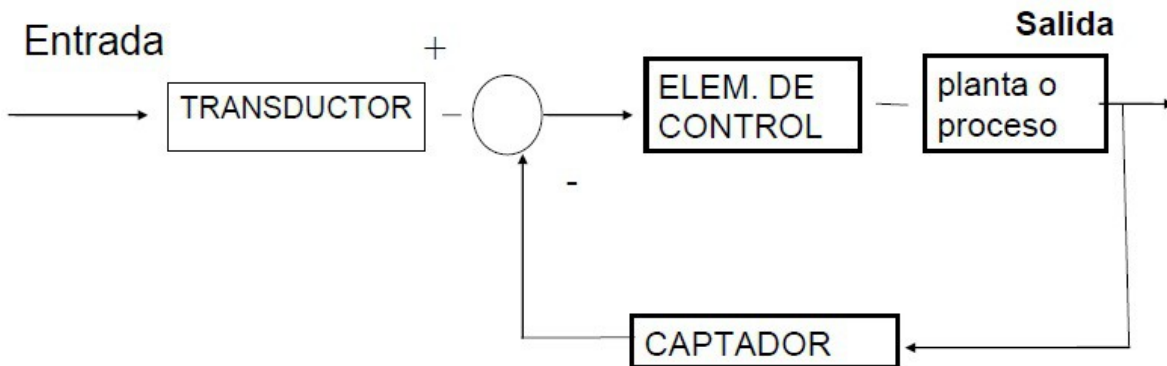 Entrada
+
Salida
TRANSDUCTOR
ELEM. DE
CONTROL
planta o
proceso
-
CAPTADOR